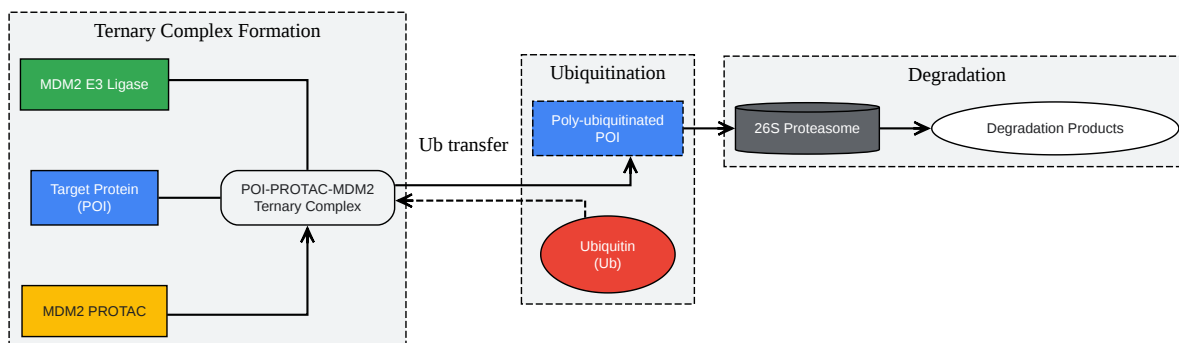 Ternary Complex Formation
MDM2 E3 Ligase
Target Protein
(POI)
MDM2 PROTAC
POI-PROTAC-MDM2
Ternary Complex
Ub transfer
Ubiquitination
Poly-ubiquitinated
POI
Ubiquitin
(Ub)
Degradation
26S Proteasome
Degradation Products